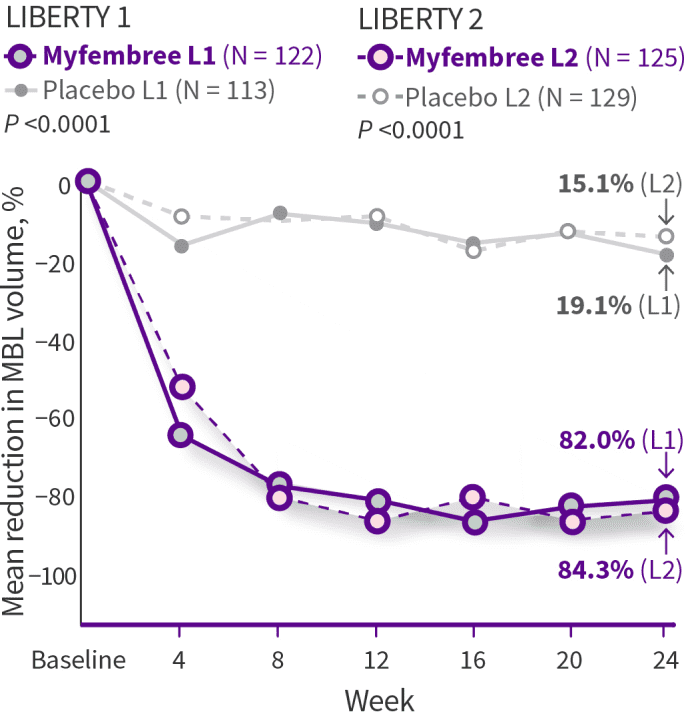 LIBERTY 1
Myfembree L1 (N = 122)
Placebo L1 (N = 113)
P <0.0001
LIBERTY 2
Myfembree L2 (N = 125)
Placebo L2 (N = 129)
P <0.0001
Mean reduction in MBL volume, %
0
−20
−40
−60
−80
−100
15.1% (L2)
19.1% (L1)
82.0% (L1)
84.3% (L2)
Baseline 4 8 12 16 20 24
Week